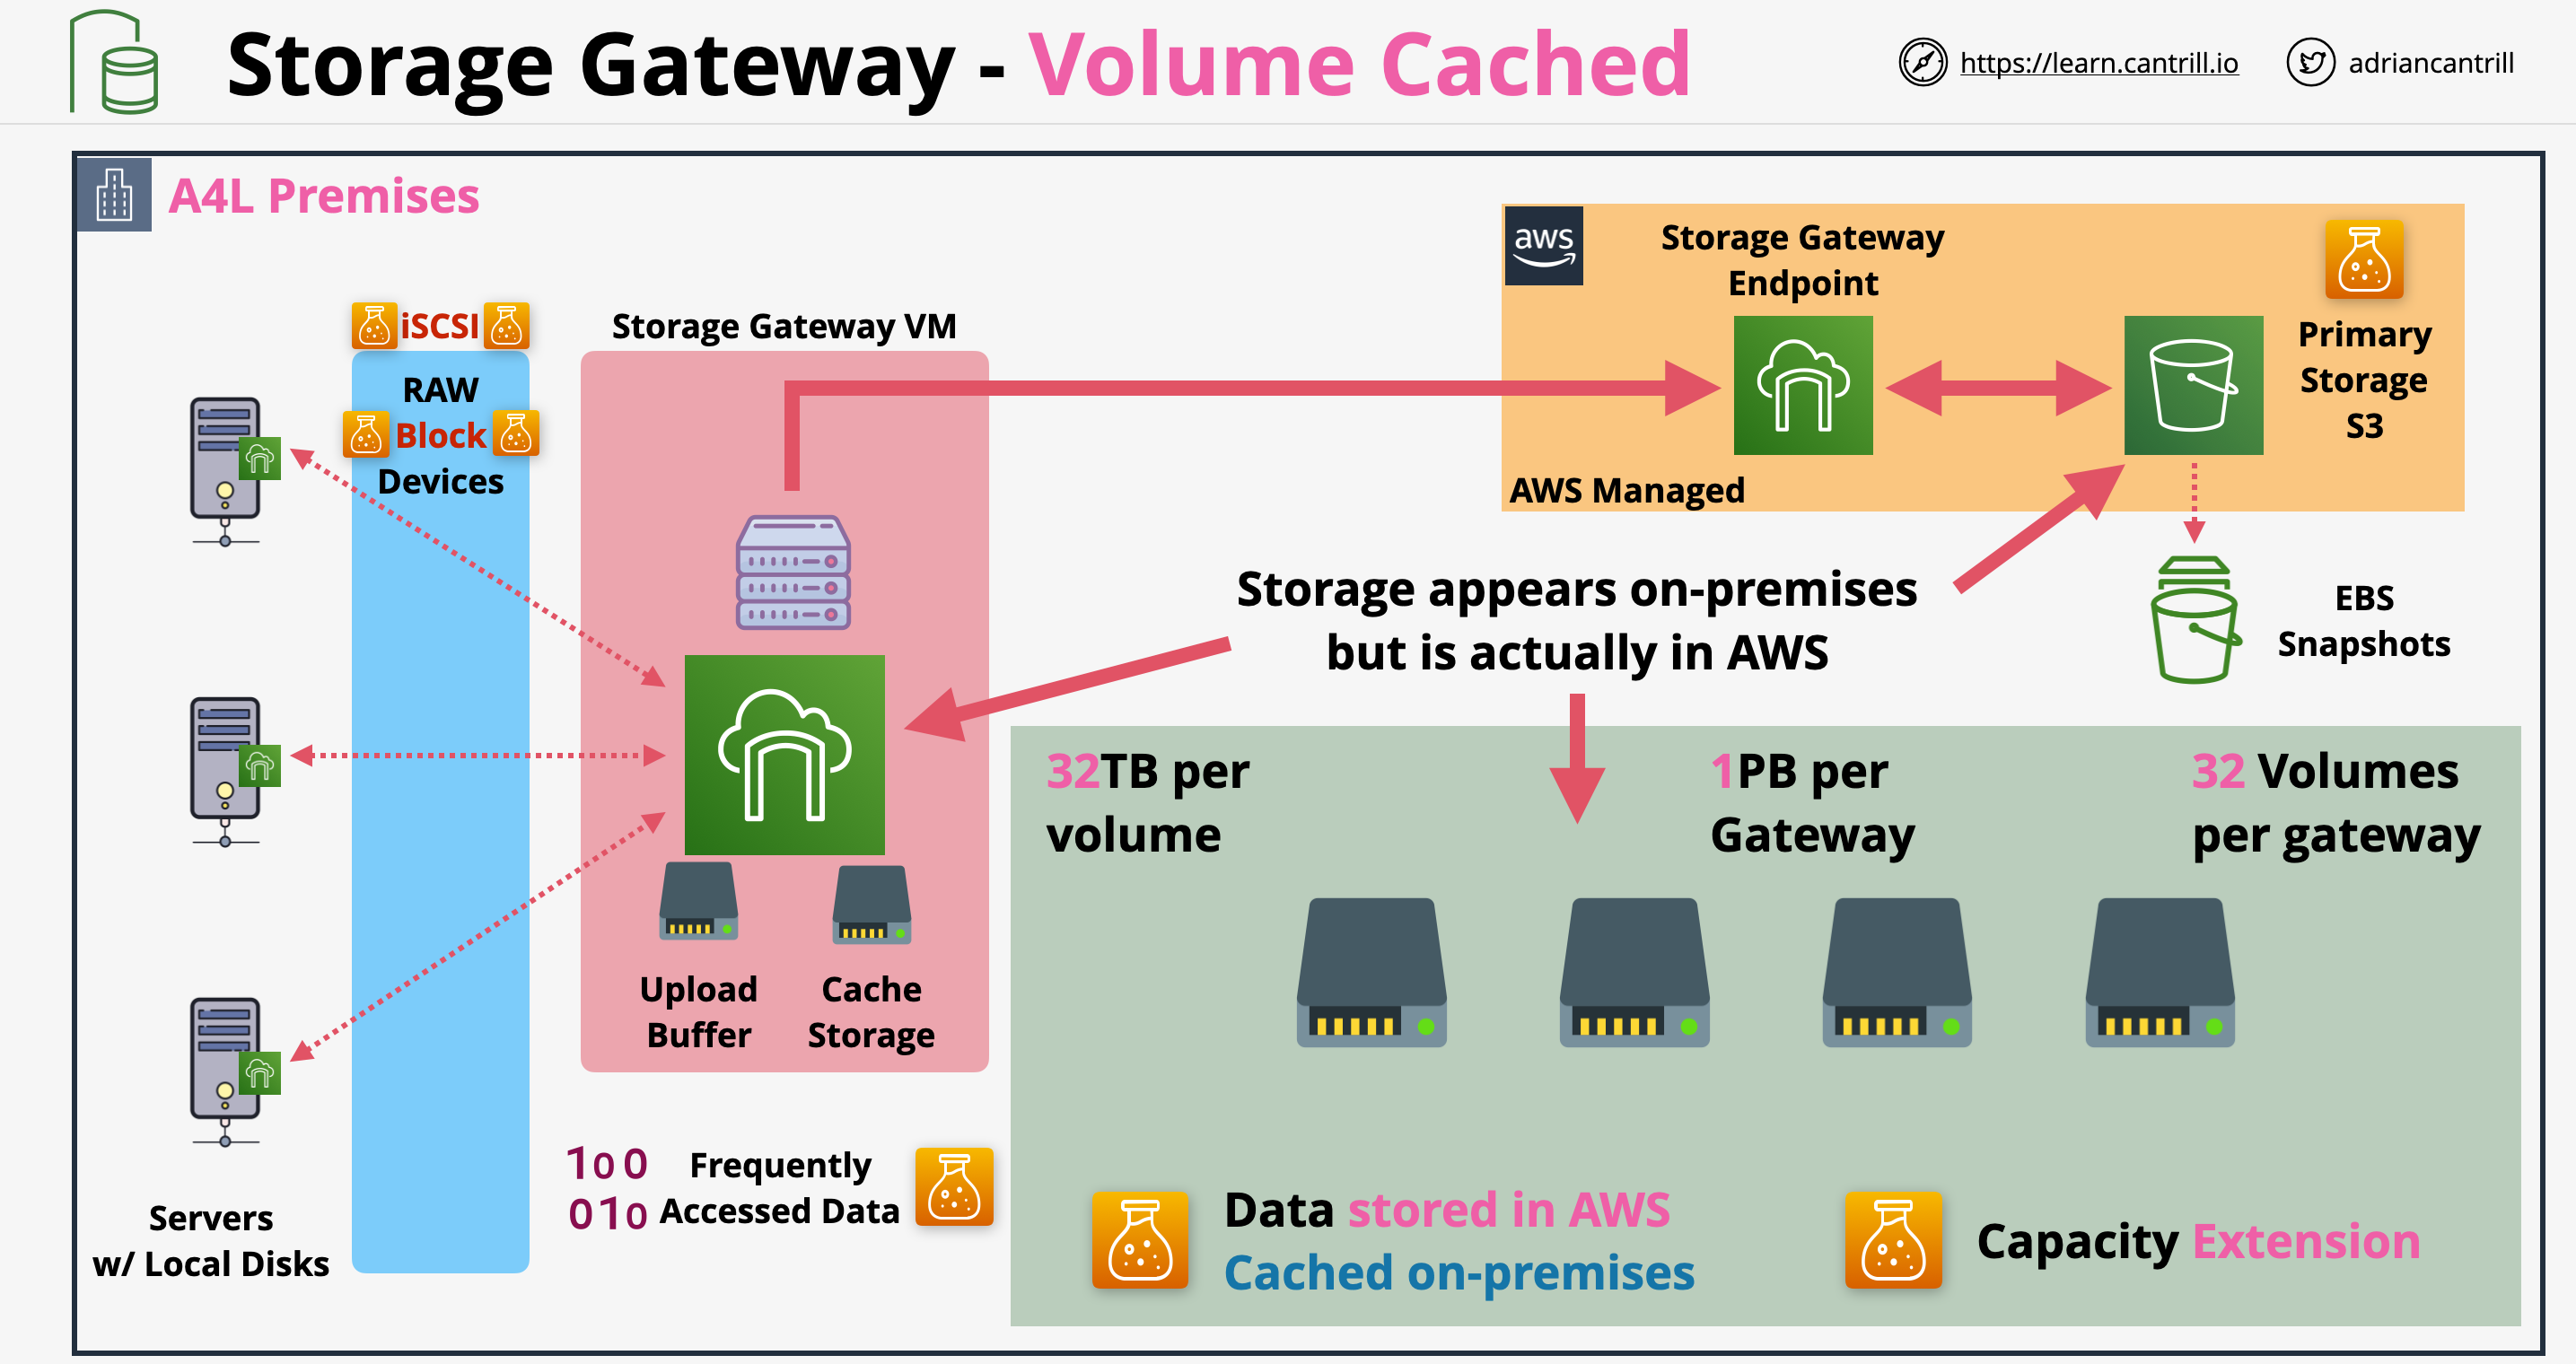 Storage Gateway - Volume Cached
https://learn.cantrill.io
adriancantrill
A4L Premises
aws
Storage Gateway
Endpoint
Primary
Storage
S3
AWS Managed
iSCSI
RAW
Block
Devices
Storage Gateway VM
Storage appears on-premises
but is actually in AWS
EBS
Snapshots
32TB per
volume
1PB per
Gateway
32 Volumes
per gateway
Upload
Buffer
Cache
Storage
100
010
Frequently
Accessed Data
Servers
w/ Local Disks
Data stored in AWS
Cached on-premises
Capacity Extension